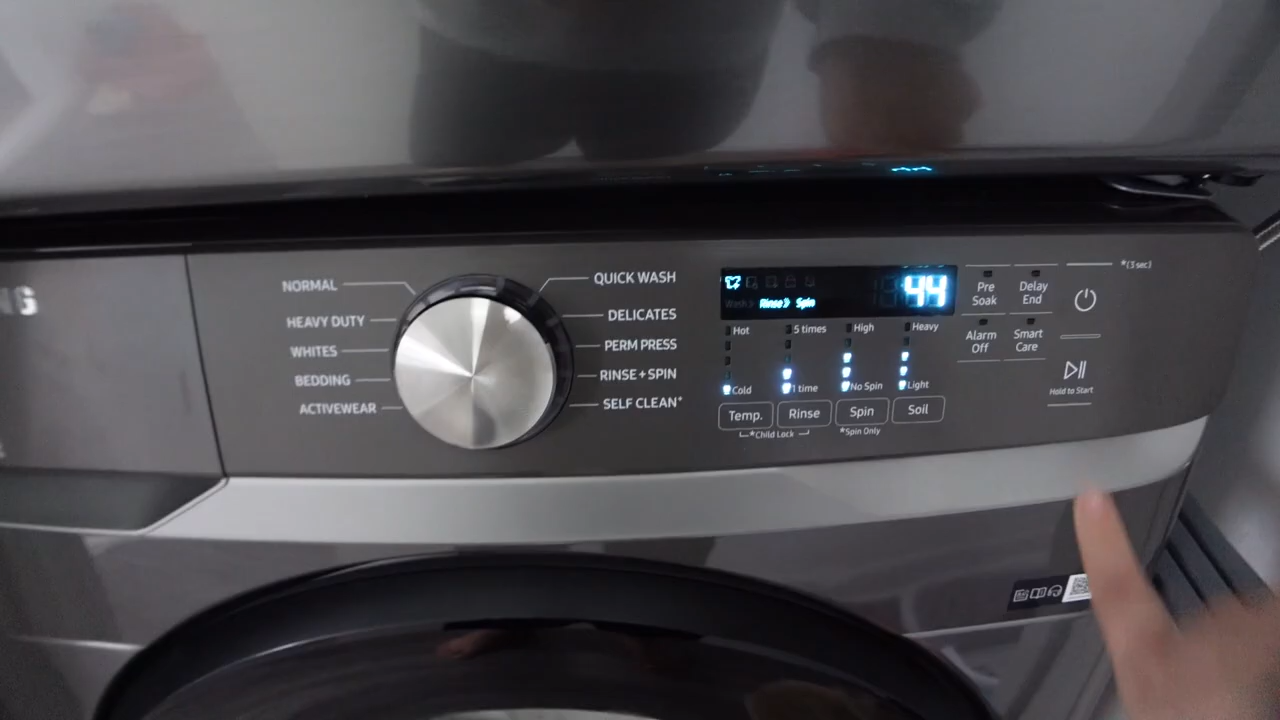 NG
NORMAL
HEAVY DUTY
WHITES
BEDDING
ACTIVEWEAR
QUICK WASH
DELICATES
PERM PRESS
RINSE+SPIN
SELF CLEAN*
44
Wash Rinse Spin
Hot 5 times High Heavy
Cold 1 time No Spin Light
Temp. Rinse Spin Soil
*Child Lock *Spin Only
Pre Soak
Delay End
Alarm Off
Smart Care
*(3 sec)
Hold to Start